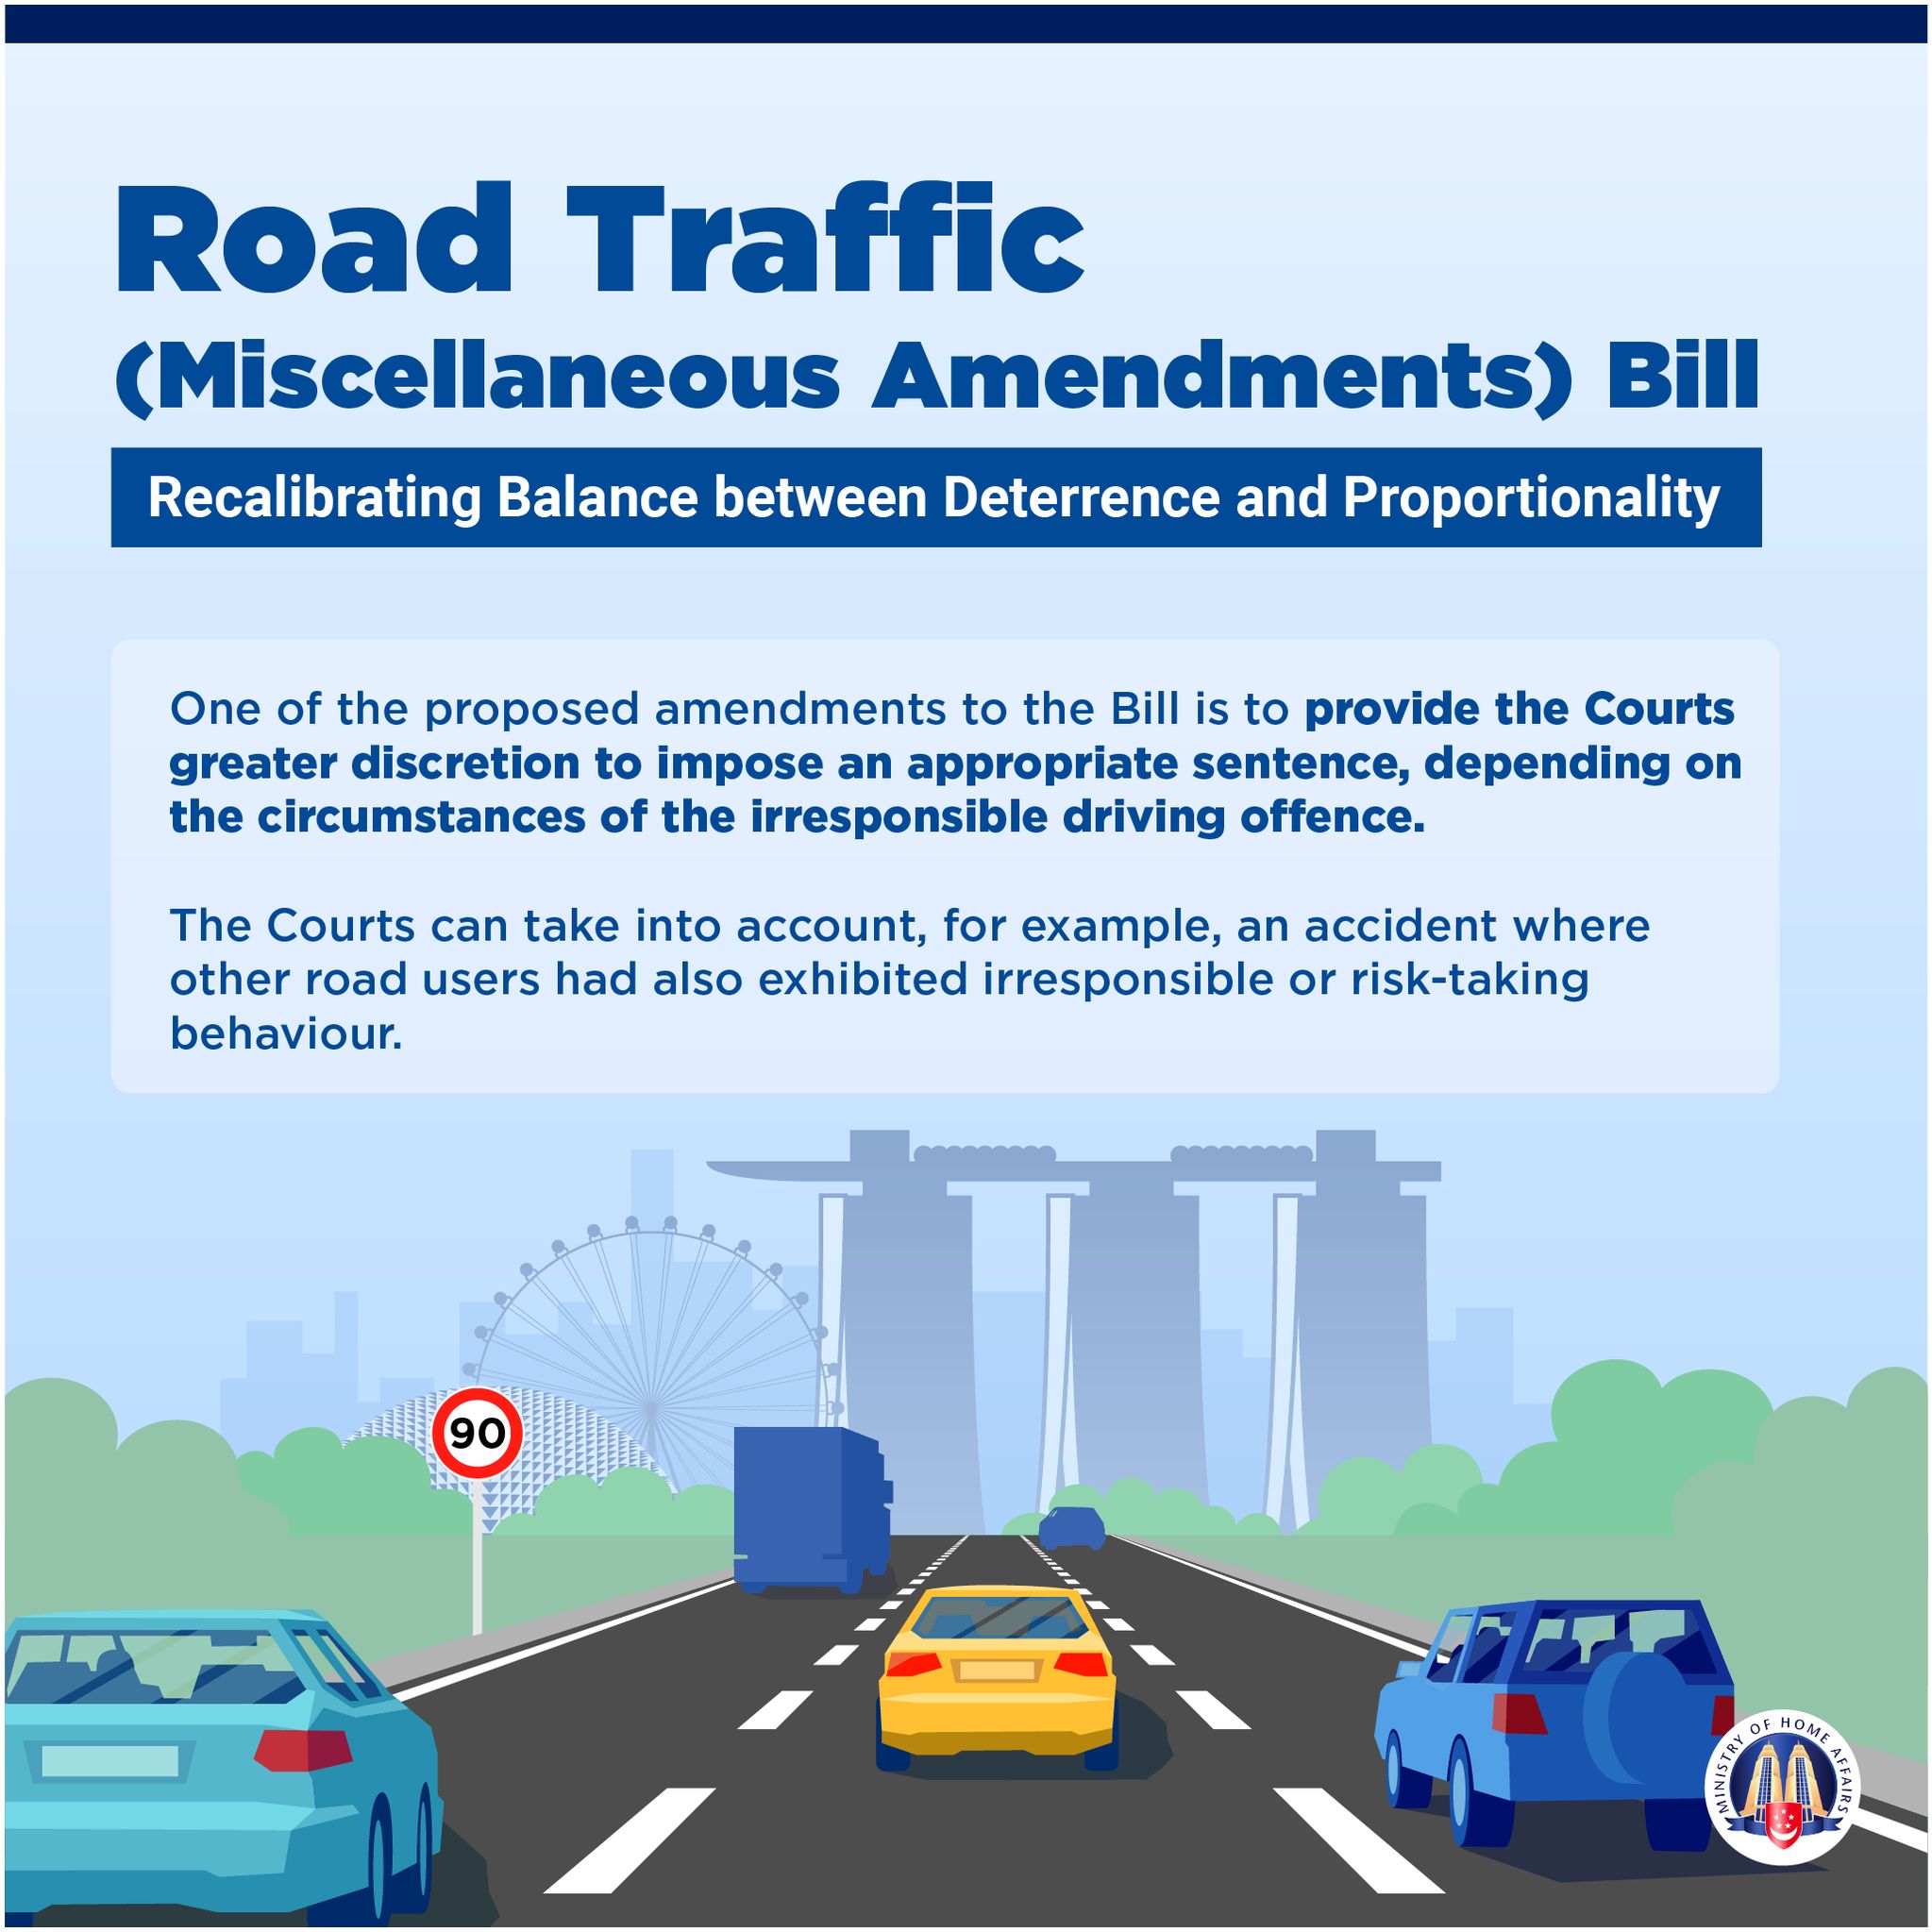 Road Traffic
(Miscellaneous Amendments) Bill
Recalibrating Balance between Deterrence and Proportionality
One of the proposed amendments to the Bill is to provide the Courts
greater discretion to impose an appropriate sentence, depending on
the circumstances of the irresponsible driving offence.
The Courts can take into account, for example, an accident where
other road users had also exhibited irresponsible or risk-taking
behaviour.
90
MINISTRY OF HOME AFFAIRS